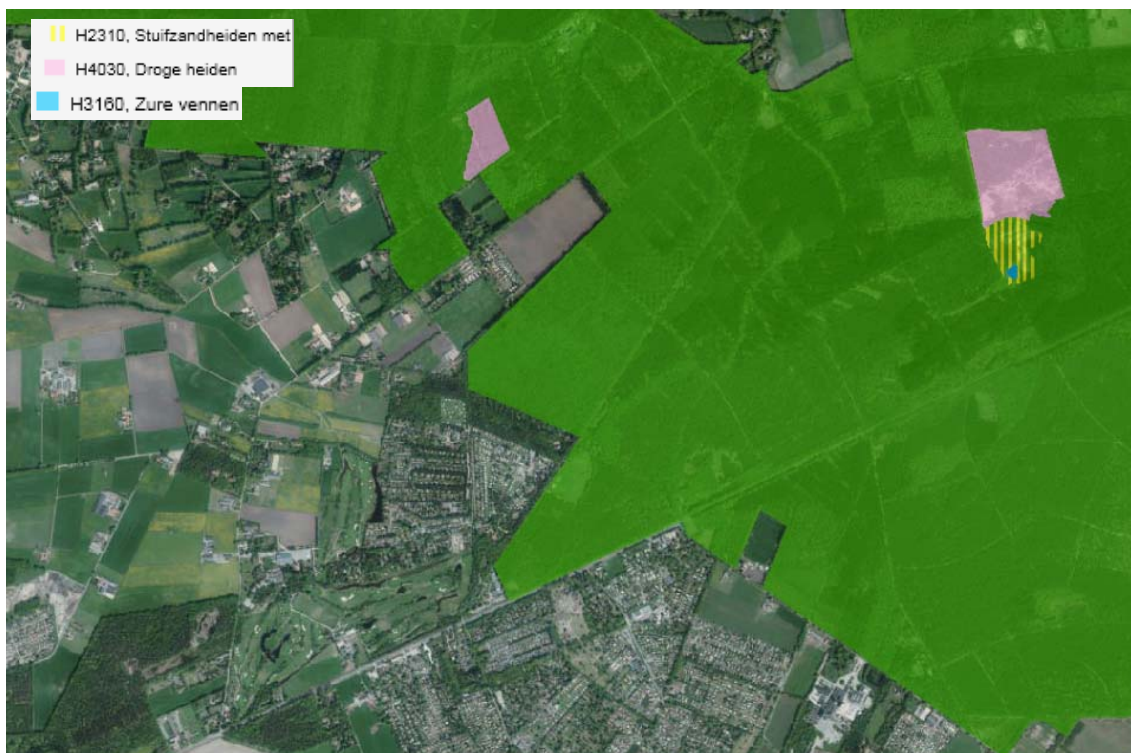 H2310, Stuifzandheiden met
H4030, Droge heiden
H3160, Zure vennen